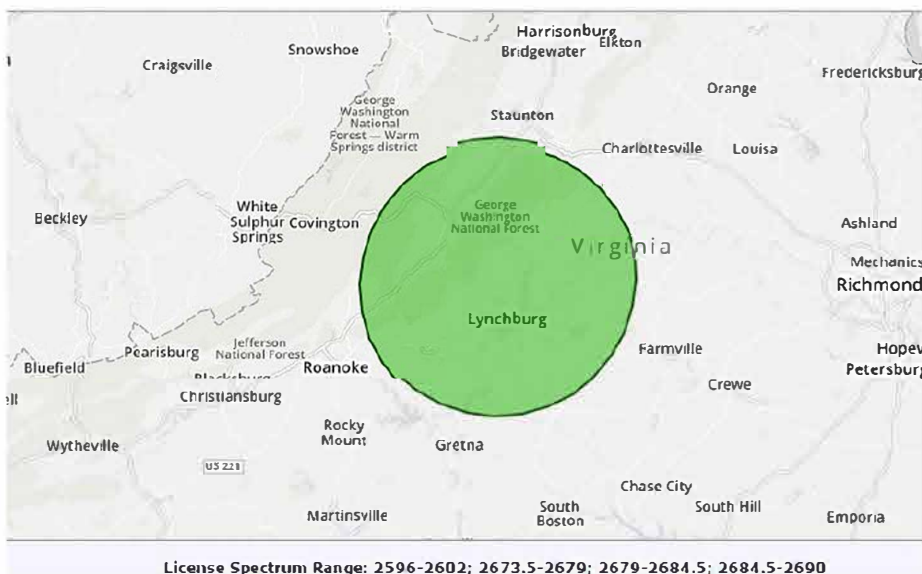 Harrisonburg
Elkton
Bridgewater
Snowshoe
Craigsville
Fredericksburg
Orange
George
Washington
National
Forest — Warm
Springs district
Staunton
Charlottesville
Louisa
White
Sulphur
Springs
Covington
Beckley
George
Washington
National Forest
Virginia
Ashland
Mechanics
Richmond
Lynchburg
Jefferson
National Forest
Pearisburg
Bluefield
Roanoke
Blacksburg
Christiansburg
Farmville
Hopew
Petersburg
Crewe
ell
Rocky
Mount
Gretna
Wytheville
Chase City
South
Boston
South Hill
Martinsville
Emporia
License Spectrum Range: 2596-2602; 2673.5-2679; 2679-2684.5; 2684.5-2690